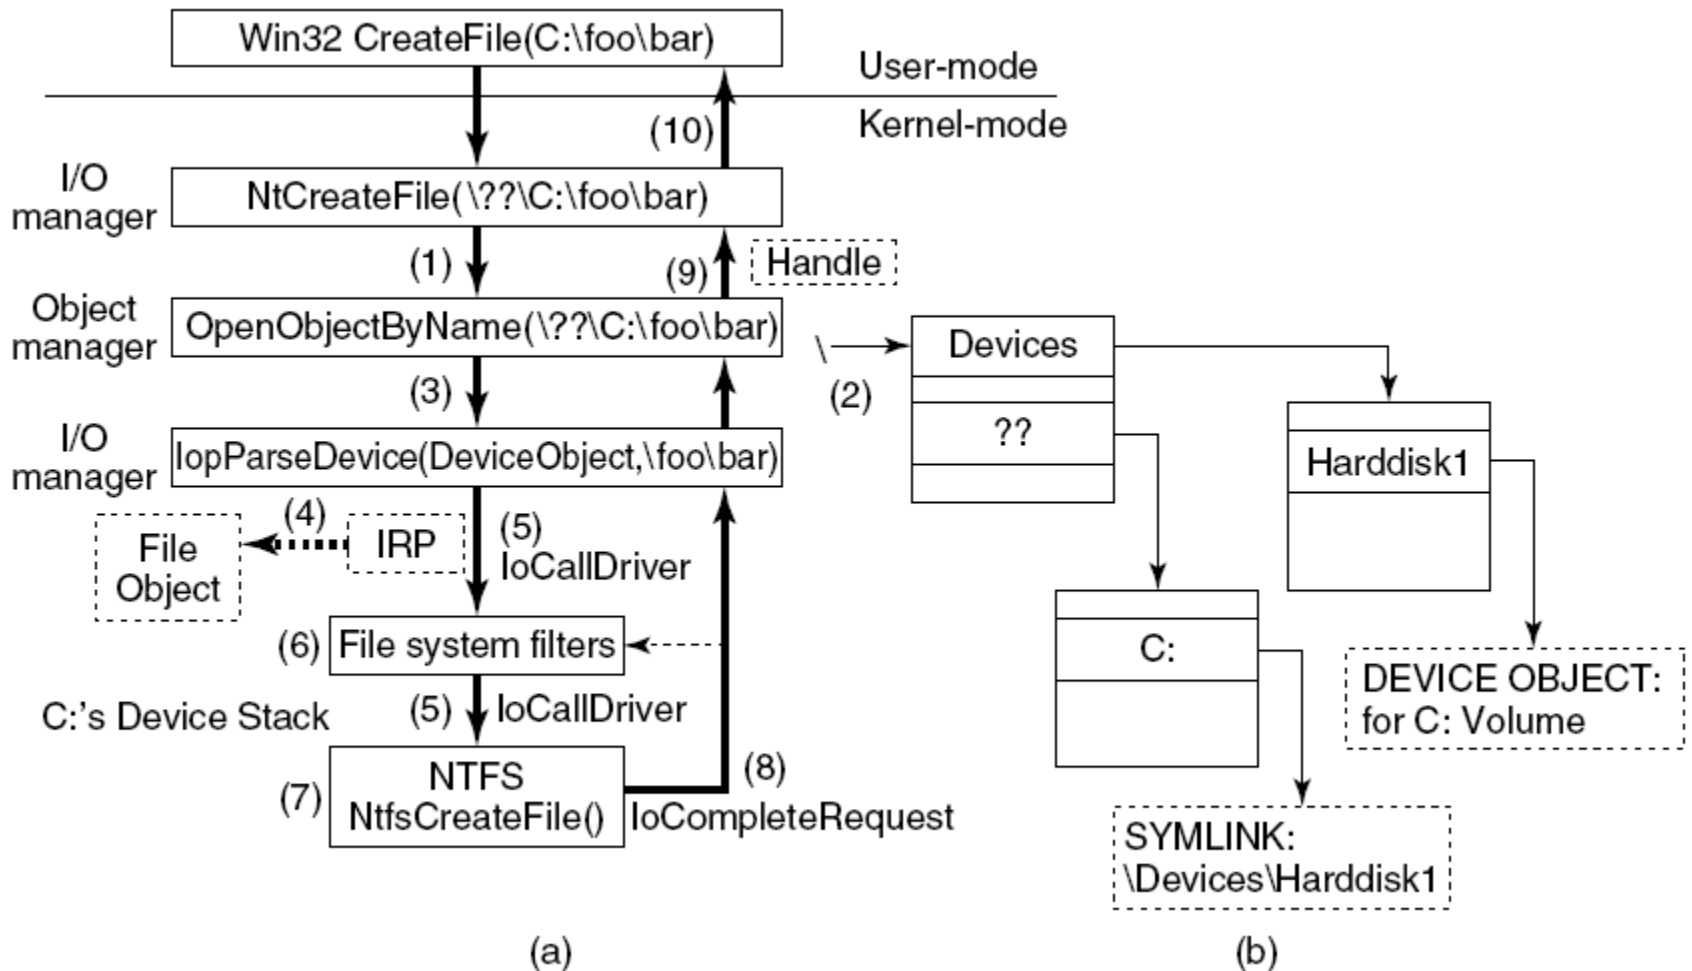 Win32 CreateFile(C:\foo\bar)
User-mode
Kernel-mode
(10)
I/O
manager
NtCreateFile(\??\C:\foo\bar)
(1)
(9)
Handle
Object
manager
OpenObjectByName(\??\C:\foo\bar)
(3)
I/O
manager
IopParseDevice(DeviceObject,\foo\bar)
(4)
File
Object
IRP
(5)
IoCallDriver
(6)
File system filters
C:'s Device Stack
(5)
IoCallDriver
(7)
NTFS
NtfsCreateFile()
(8)
IoCompleteRequest
(a)
\
(2)
Devices
??
Harddisk1
C:
DEVICE OBJECT:
for C: Volume
SYMLINK:
\Devices\Harddisk1
(b)